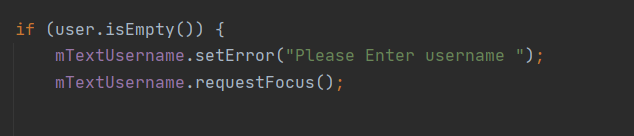 if (user.isEmpty()) {
    mTextUsername.setError("Please Enter username ");
    mTextUsername.requestFocus();